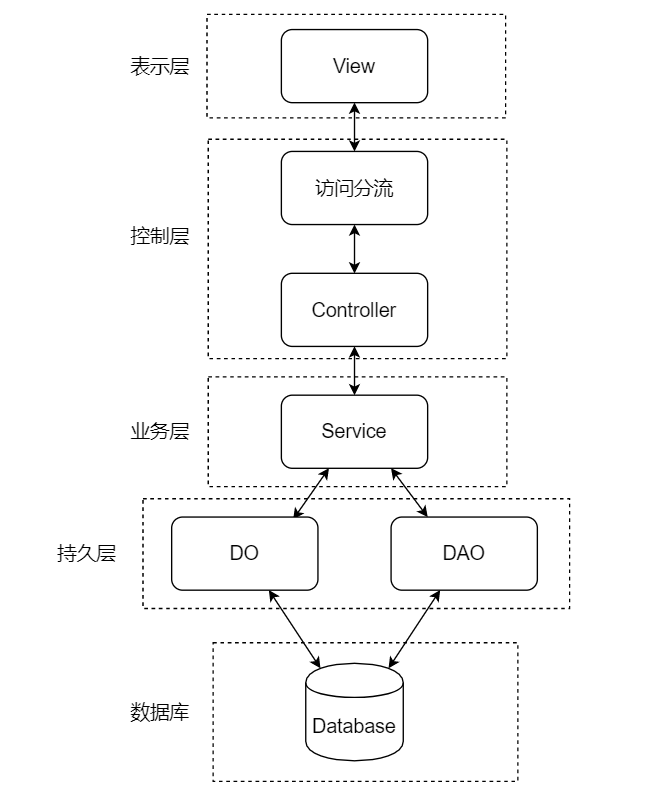 表示层
View
访问分流
控制层
Controller
业务层
Service
持久层
DO
DAO
数据库
Database